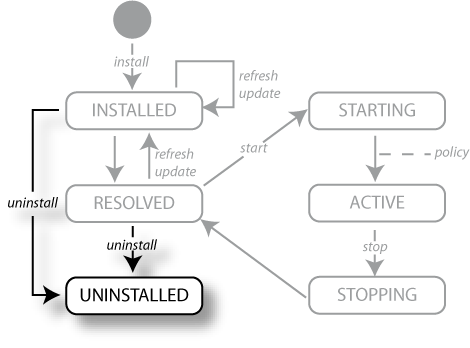 install
refresh
update
INSTALLED
STARTING
refresh
update
start
policy
uninstall
RESOLVED
ACTIVE
uninstall
stop
UNINSTALLED
STOPPING